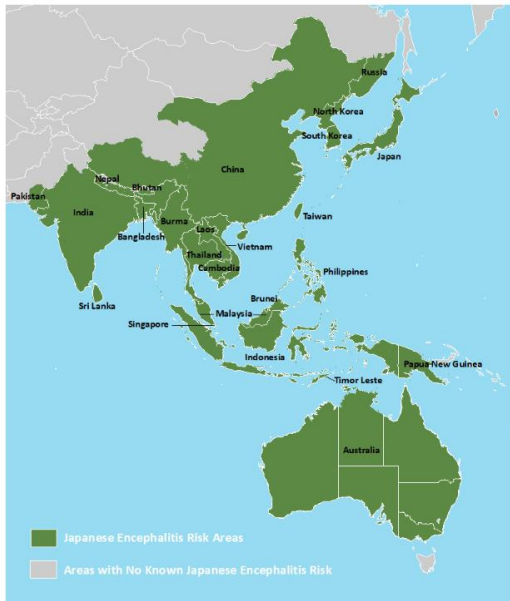 Russia
North Korea
South Korea
Japan
China
Nepal
Bhutan
Pakistan
India
Burma
Taiwan
Laos
Bangladesh
Vietnam
Thailand
Cambodia
Philippines
Sri Lanka
Brunei
Malaysia
Singapore
Indonesia
Papua New Guinea
Timor Leste
Australia
Japanese Encephalitis Risk Areas
Areas with No Known Japanese Encephalitis Risk